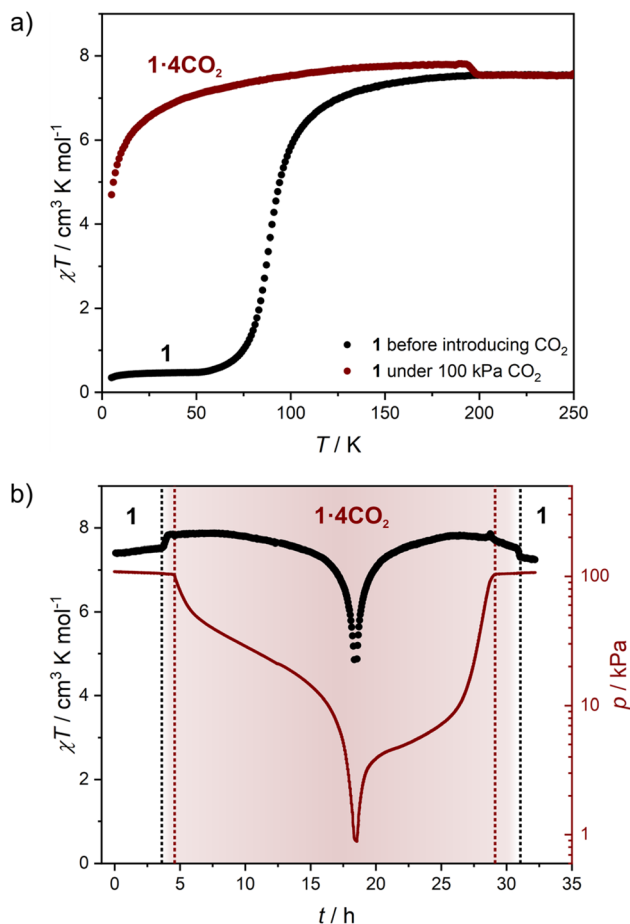 a)
8
6
4
2
0
χT / cm³ K mol⁻¹
1·4CO₂
1
1 before introducing CO₂
1 under 100 kPa CO₂
0 50 100 150 200 250
T / K
b)
1 1·4CO₂ 1
8
6
4
2
0
χT / cm³ K mol⁻¹
100
10
1
p / kPa
0 5 10 15 20 25 30 35
t / h